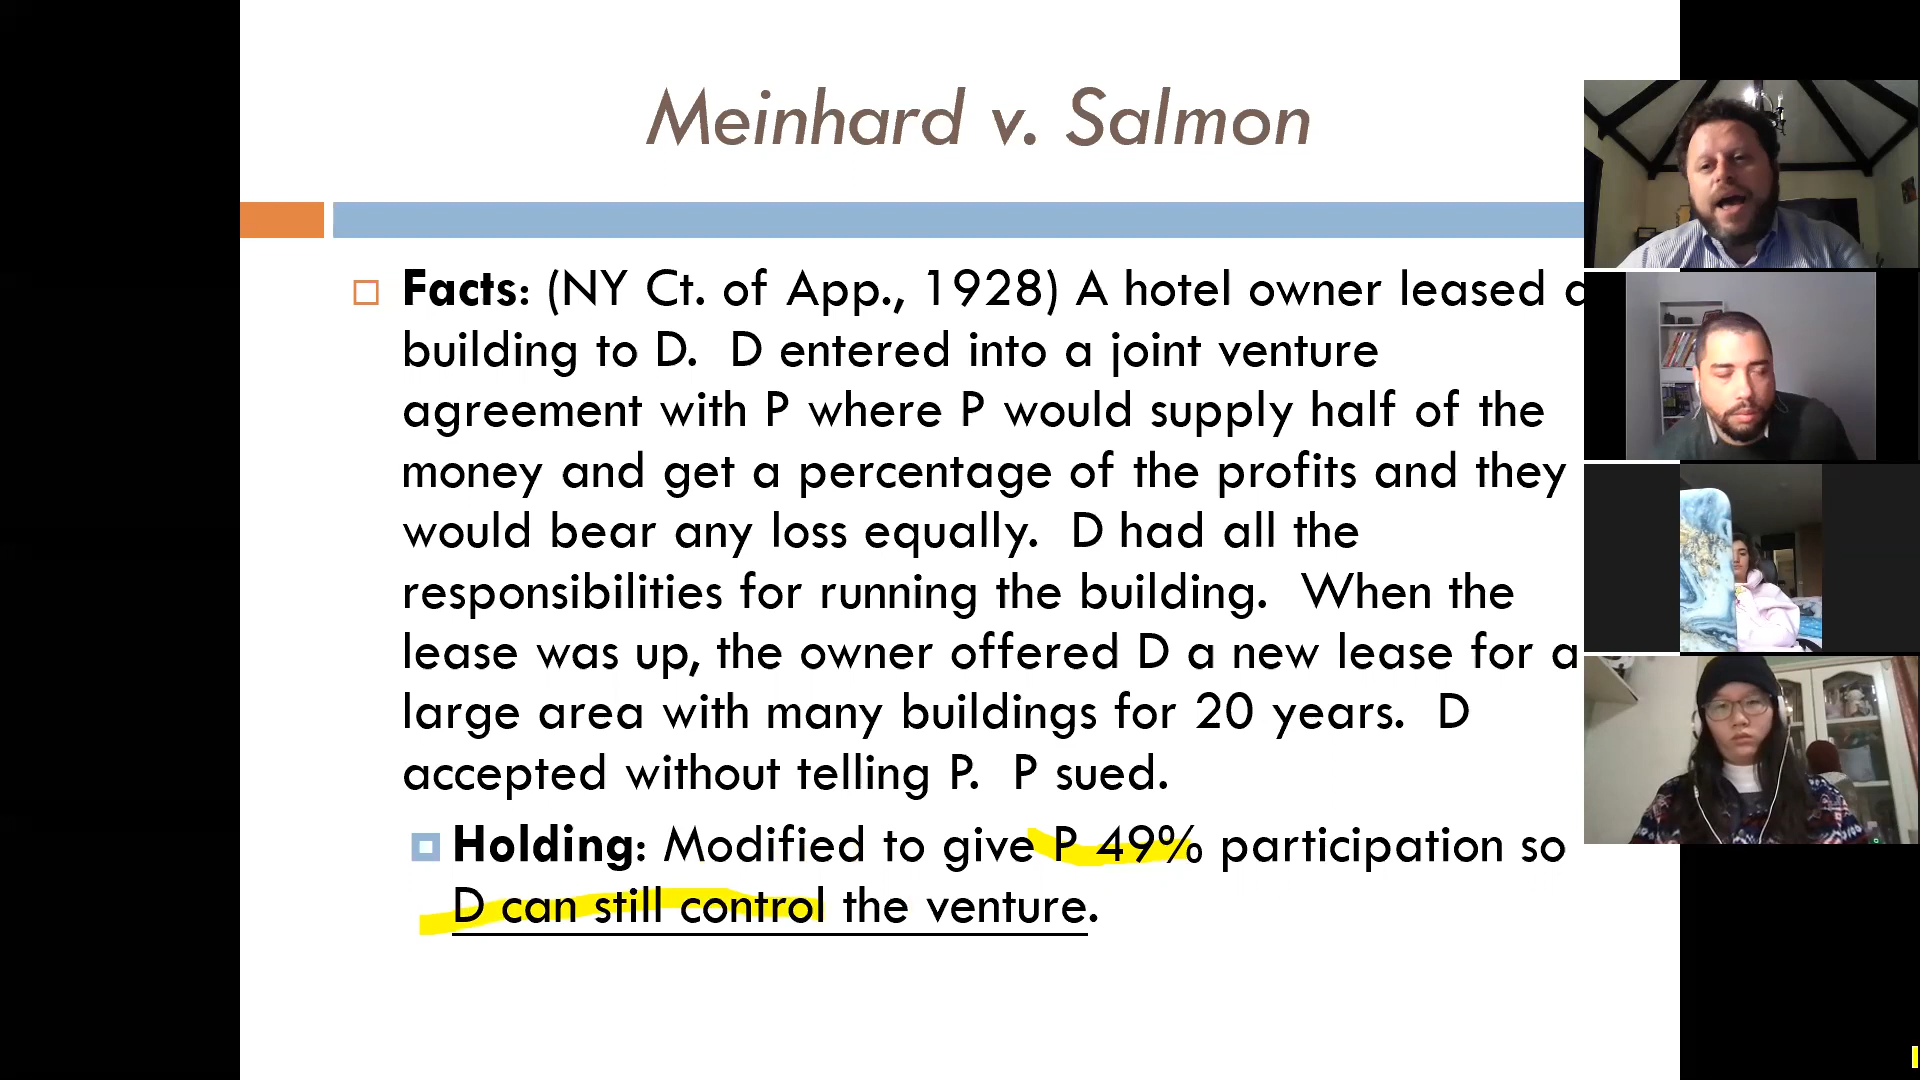 Meinhard v. Salmon
Facts: (NY Ct. of App., 1928) A hotel owner leased a
building to D. D entered into a joint venture
agreement with P where P would supply half of the
money and get a percentage of the profits and they
would bear any loss equally. D had all the
responsibilities for running the building. When the
lease was up, the owner offered D a new lease for a
large area with many buildings for 20 years. D
accepted without telling P. P sued.
Holding: Modified to give P 49% participation so
D can still control the venture.